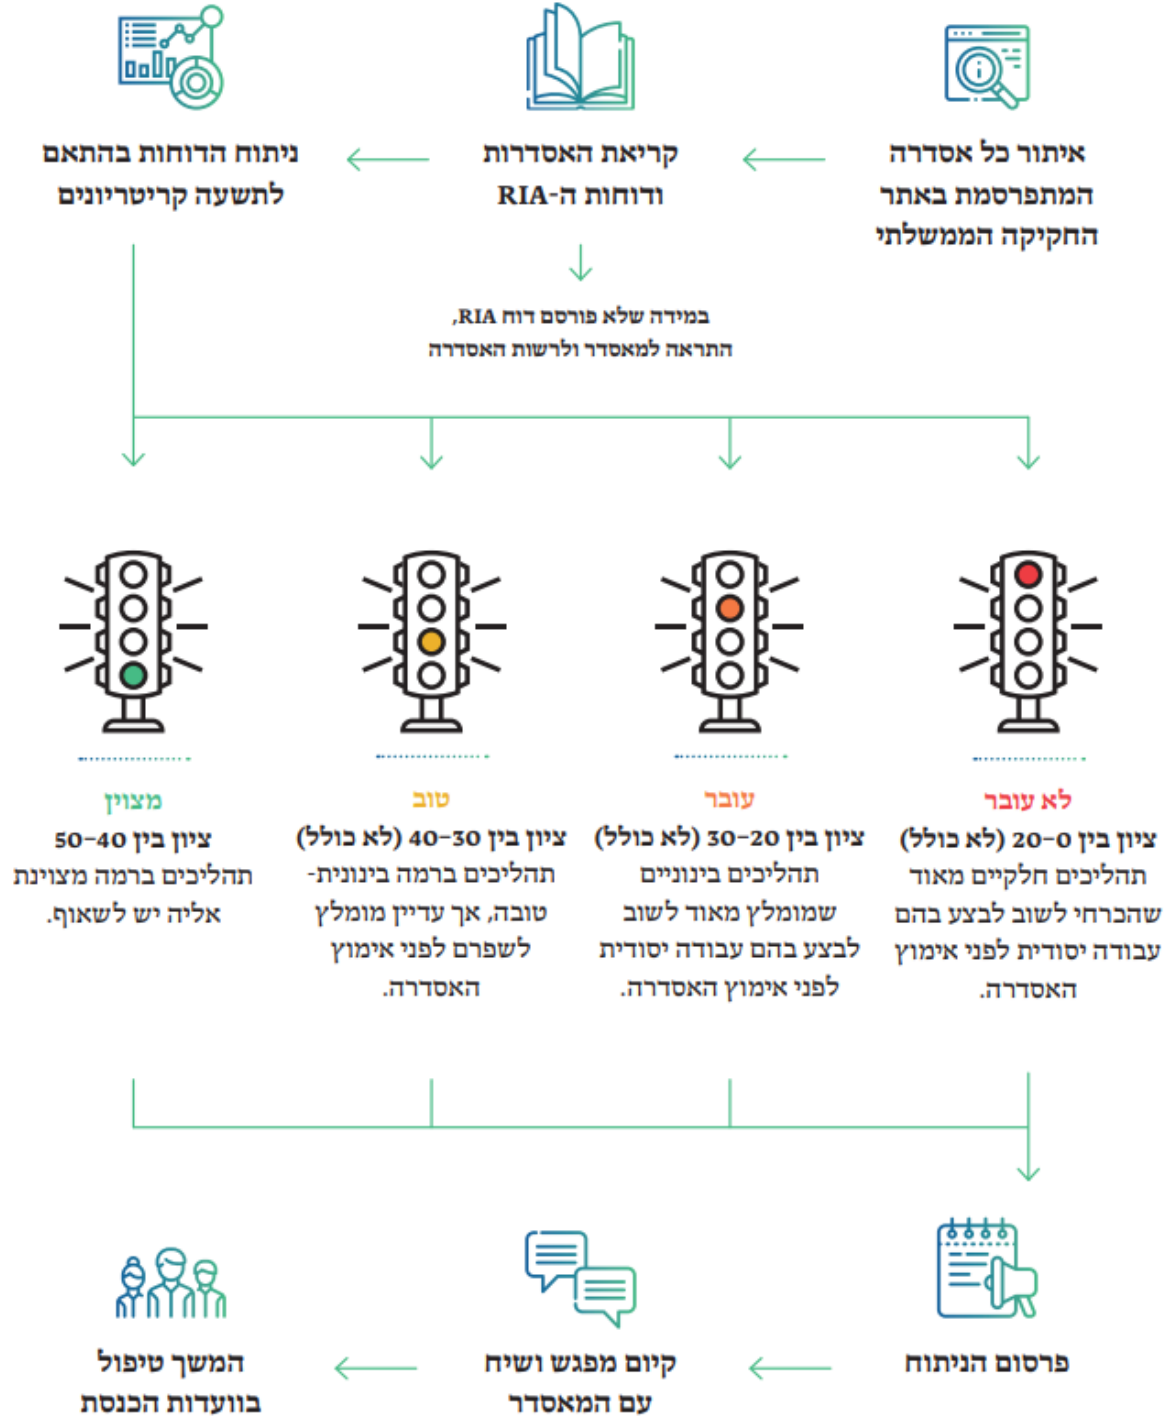 איתור כל אסדרה
המתפרסמת באתר
החקיקה הממשלתי
קריאת האסדרות
ודוחות ה-RIA
ניתוח הדוחות בהתאם
לתשעה קריטריונים
במידה שלא פורסם דוח RIA,
התראה למאסדר ולרשות האסדרה
לא עובר
ציון בין 0–20 (לא כולל)
תהליכים חלקיים מאוד
שהכרחי לשוב לבצע בהם
עבודה יסודית לפני אימוץ
האסדרה.
עובר
ציון בין 20–30 (לא כולל)
תהליכים בינוניים
שמומלץ מאוד לשוב
לבצע בהם עבודה יסודית
לפני אימוץ האסדרה.
טוב
ציון בין 30–40 (לא כולל)
תהליכים ברמה בינונית-
טובה, אך עדיין מומלץ
לשפרם לפני אימוץ
האסדרה.
מצוין
ציון בין 40–50
תהליכים ברמה מצוינת
אליה יש לשאוף.
פרסום הניתוח
קיום מפגש ושיח
עם המאסדר
המשך טיפול
בוועדות הכנסת